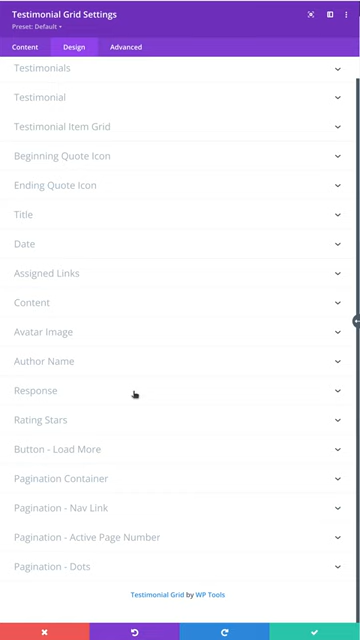 Testimonial Grid Settings
Preset: Default
Content Design Advanced
Testimonials
Testimonial
Testimonial Item Grid
Beginning Quote Icon
Ending Quote Icon
Title
Date
Assigned Links
Content
Avatar Image
Author Name
Response
Rating Stars
Button - Load More
Pagination Container
Pagination - Nav Link
Pagination - Active Page Number
Pagination - Dots
Testimonial Grid by WP Tools